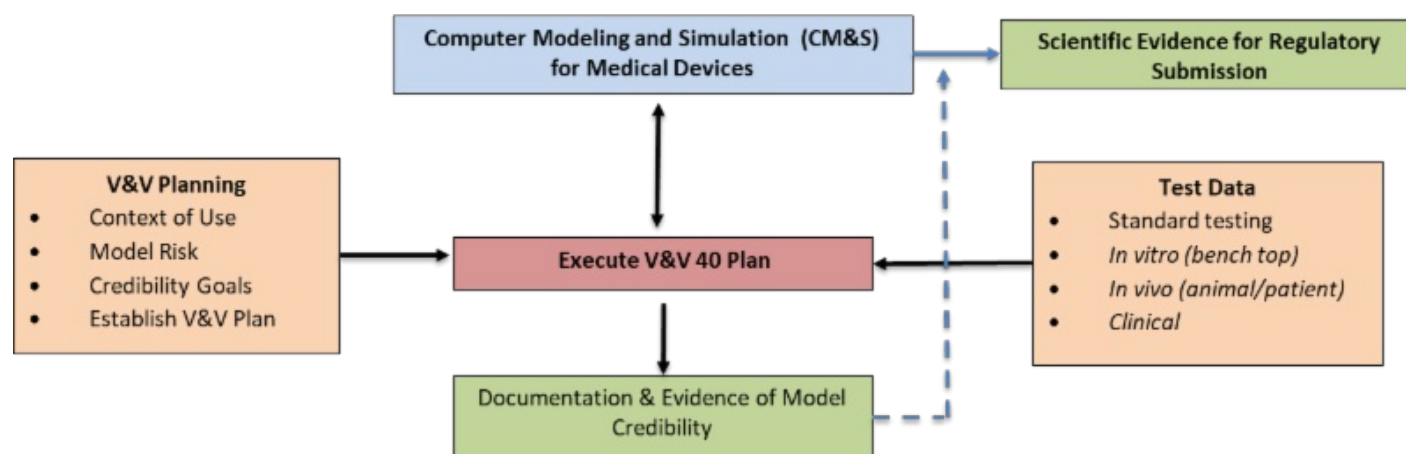 Computer Modeling and Simulation (CM&S)
for Medical Devices
Scientific Evidence for Regulatory
Submission
V&V Planning
• Context of Use
• Model Risk
• Credibility Goals
• Establish V&V Plan
Execute V&V 40 Plan
Test Data
• Standard testing
• In vitro (bench top)
• In vivo (animal/patient)
• Clinical
Documentation & Evidence of Model
Credibility